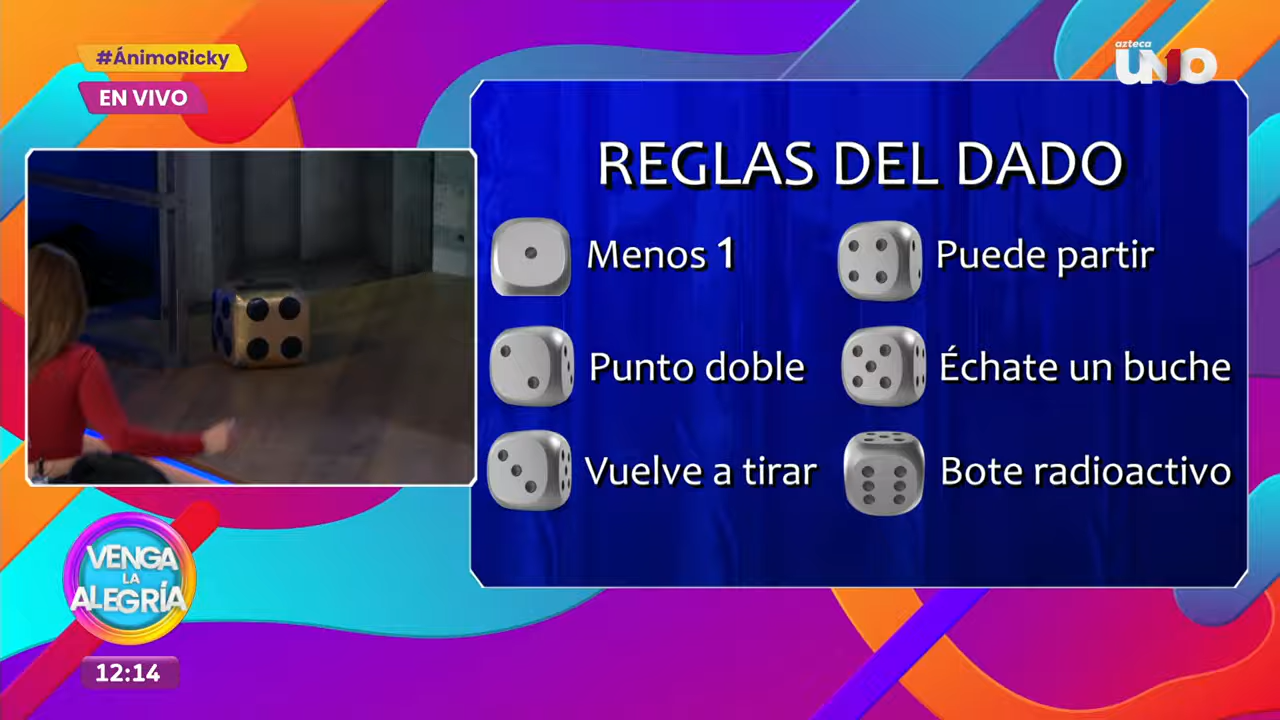 #ÁnimoRicky
EN VIVO
azteca
UNO
REGLAS DEL DADO
Menos 1
Puede partir
Punto doble
Échate un buche
Vuelve a tirar
Bote radioactivo
VENGA
LA
ALEGRÍA
12:14